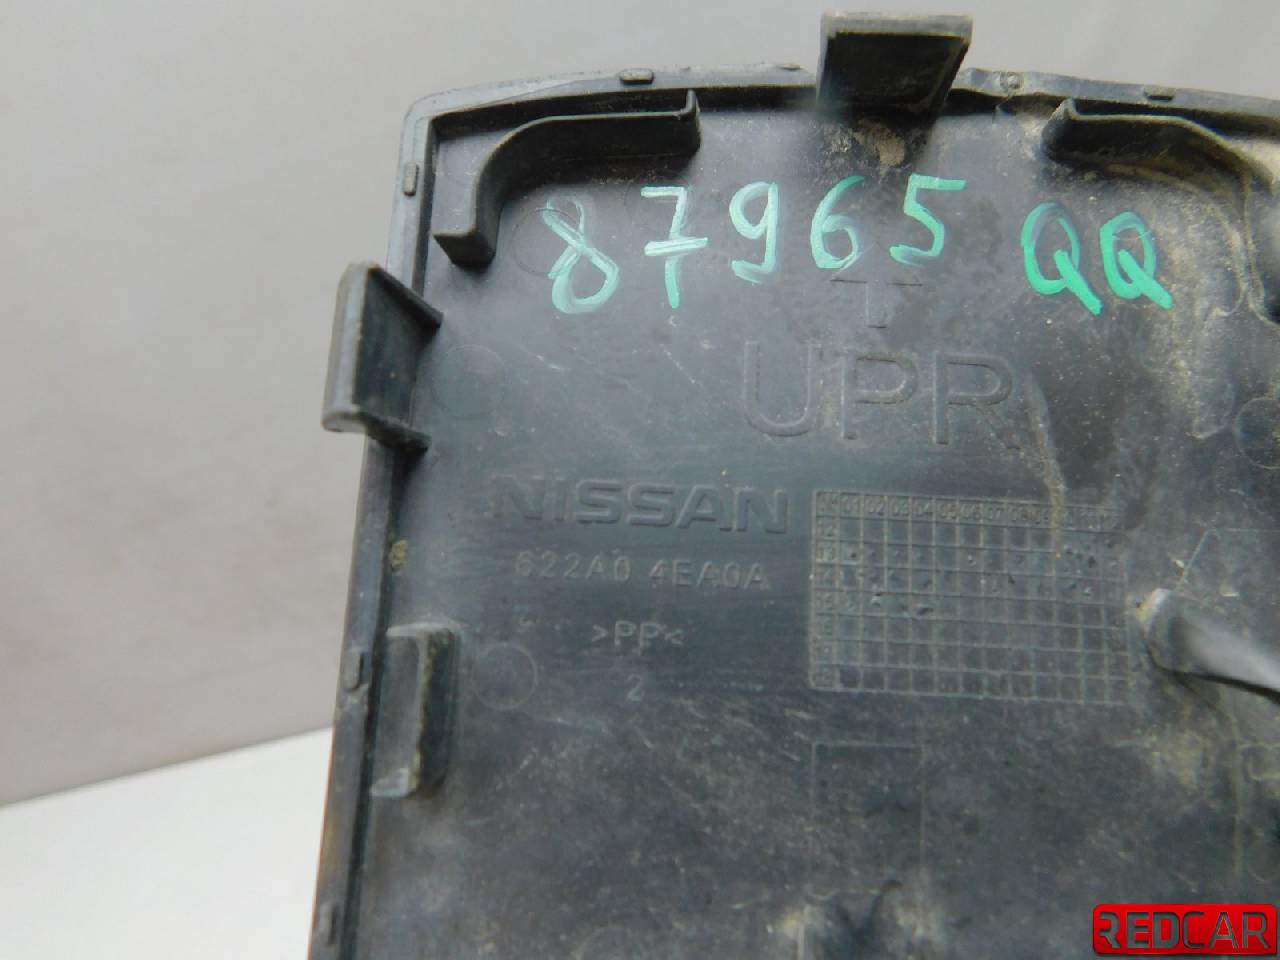 87965 QQ
T
UPR
NISSAN
622A0 4EA0A
>PP<
2
REDCAR